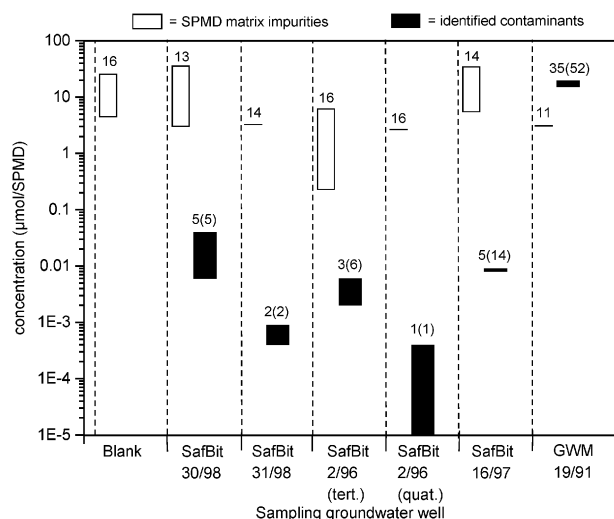 = SPMD matrix impurities
= identified contaminants
concentration (µmol/SPMD)
100
10
1
0.1
0.01
1E-3
1E-4
1E-5
16
13
14
16
16
14
11
35(52)
5(5)
2(2)
3(6)
1(1)
5(14)
Blank
SafBit
30/98
SafBit
31/98
SafBit
2/96
(tert.)
SafBit
2/96
(quat.)
SafBit
16/97
GWM
19/91
Sampling groundwater well